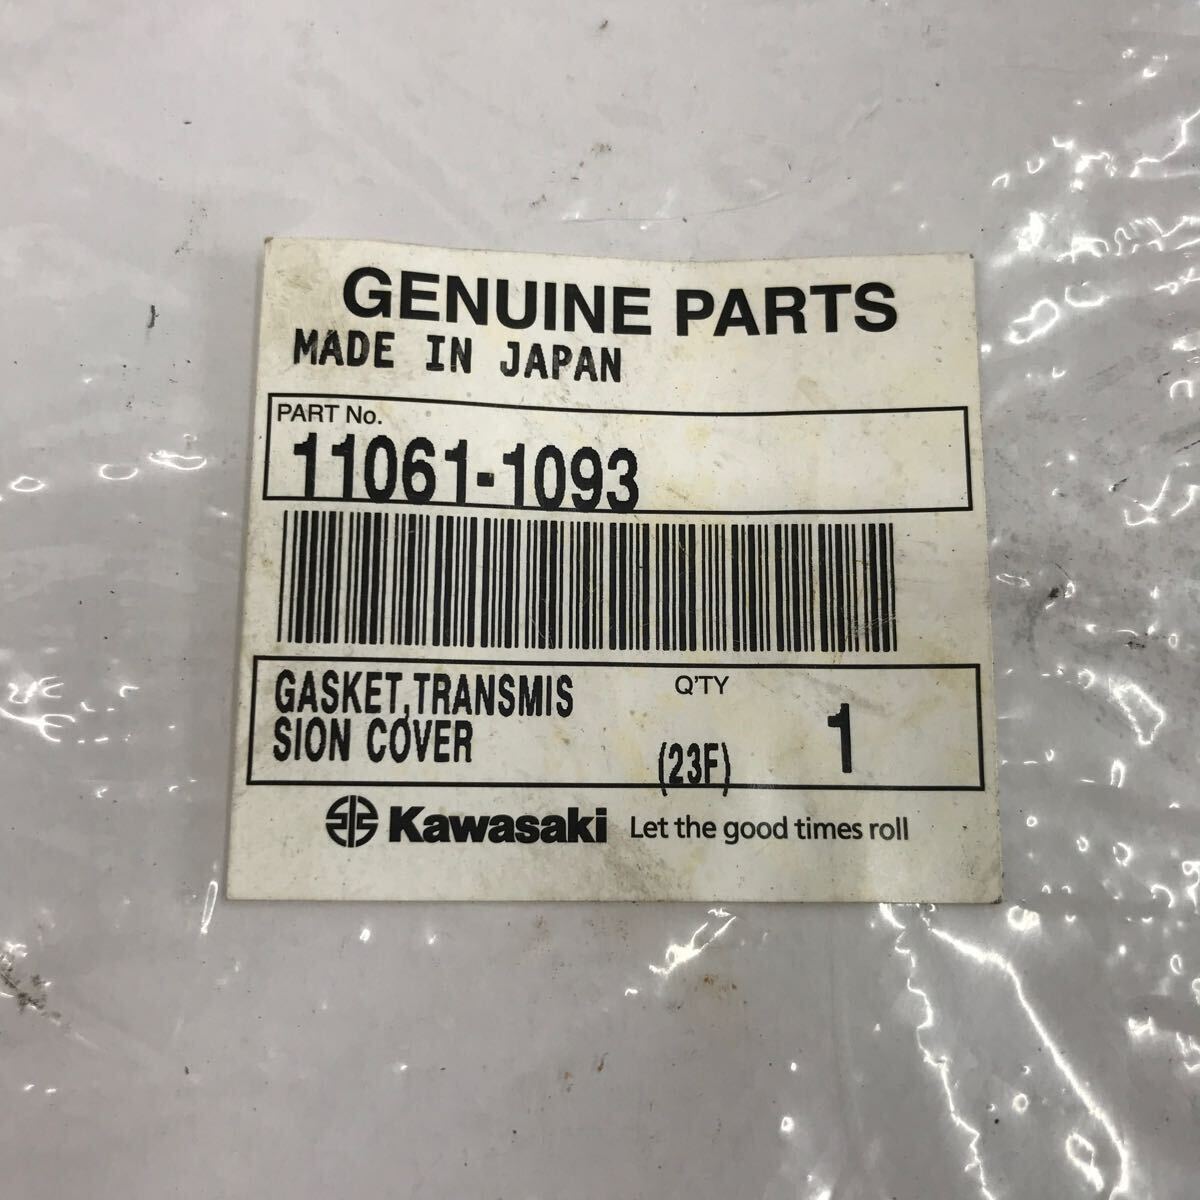 GENUINE PARTS
MADE IN JAPAN
PART No.
11061-1093
GASKET,TRANSMIS
SION COVER
Q'TY
(23F)
1
Kawasaki Let the good times roll